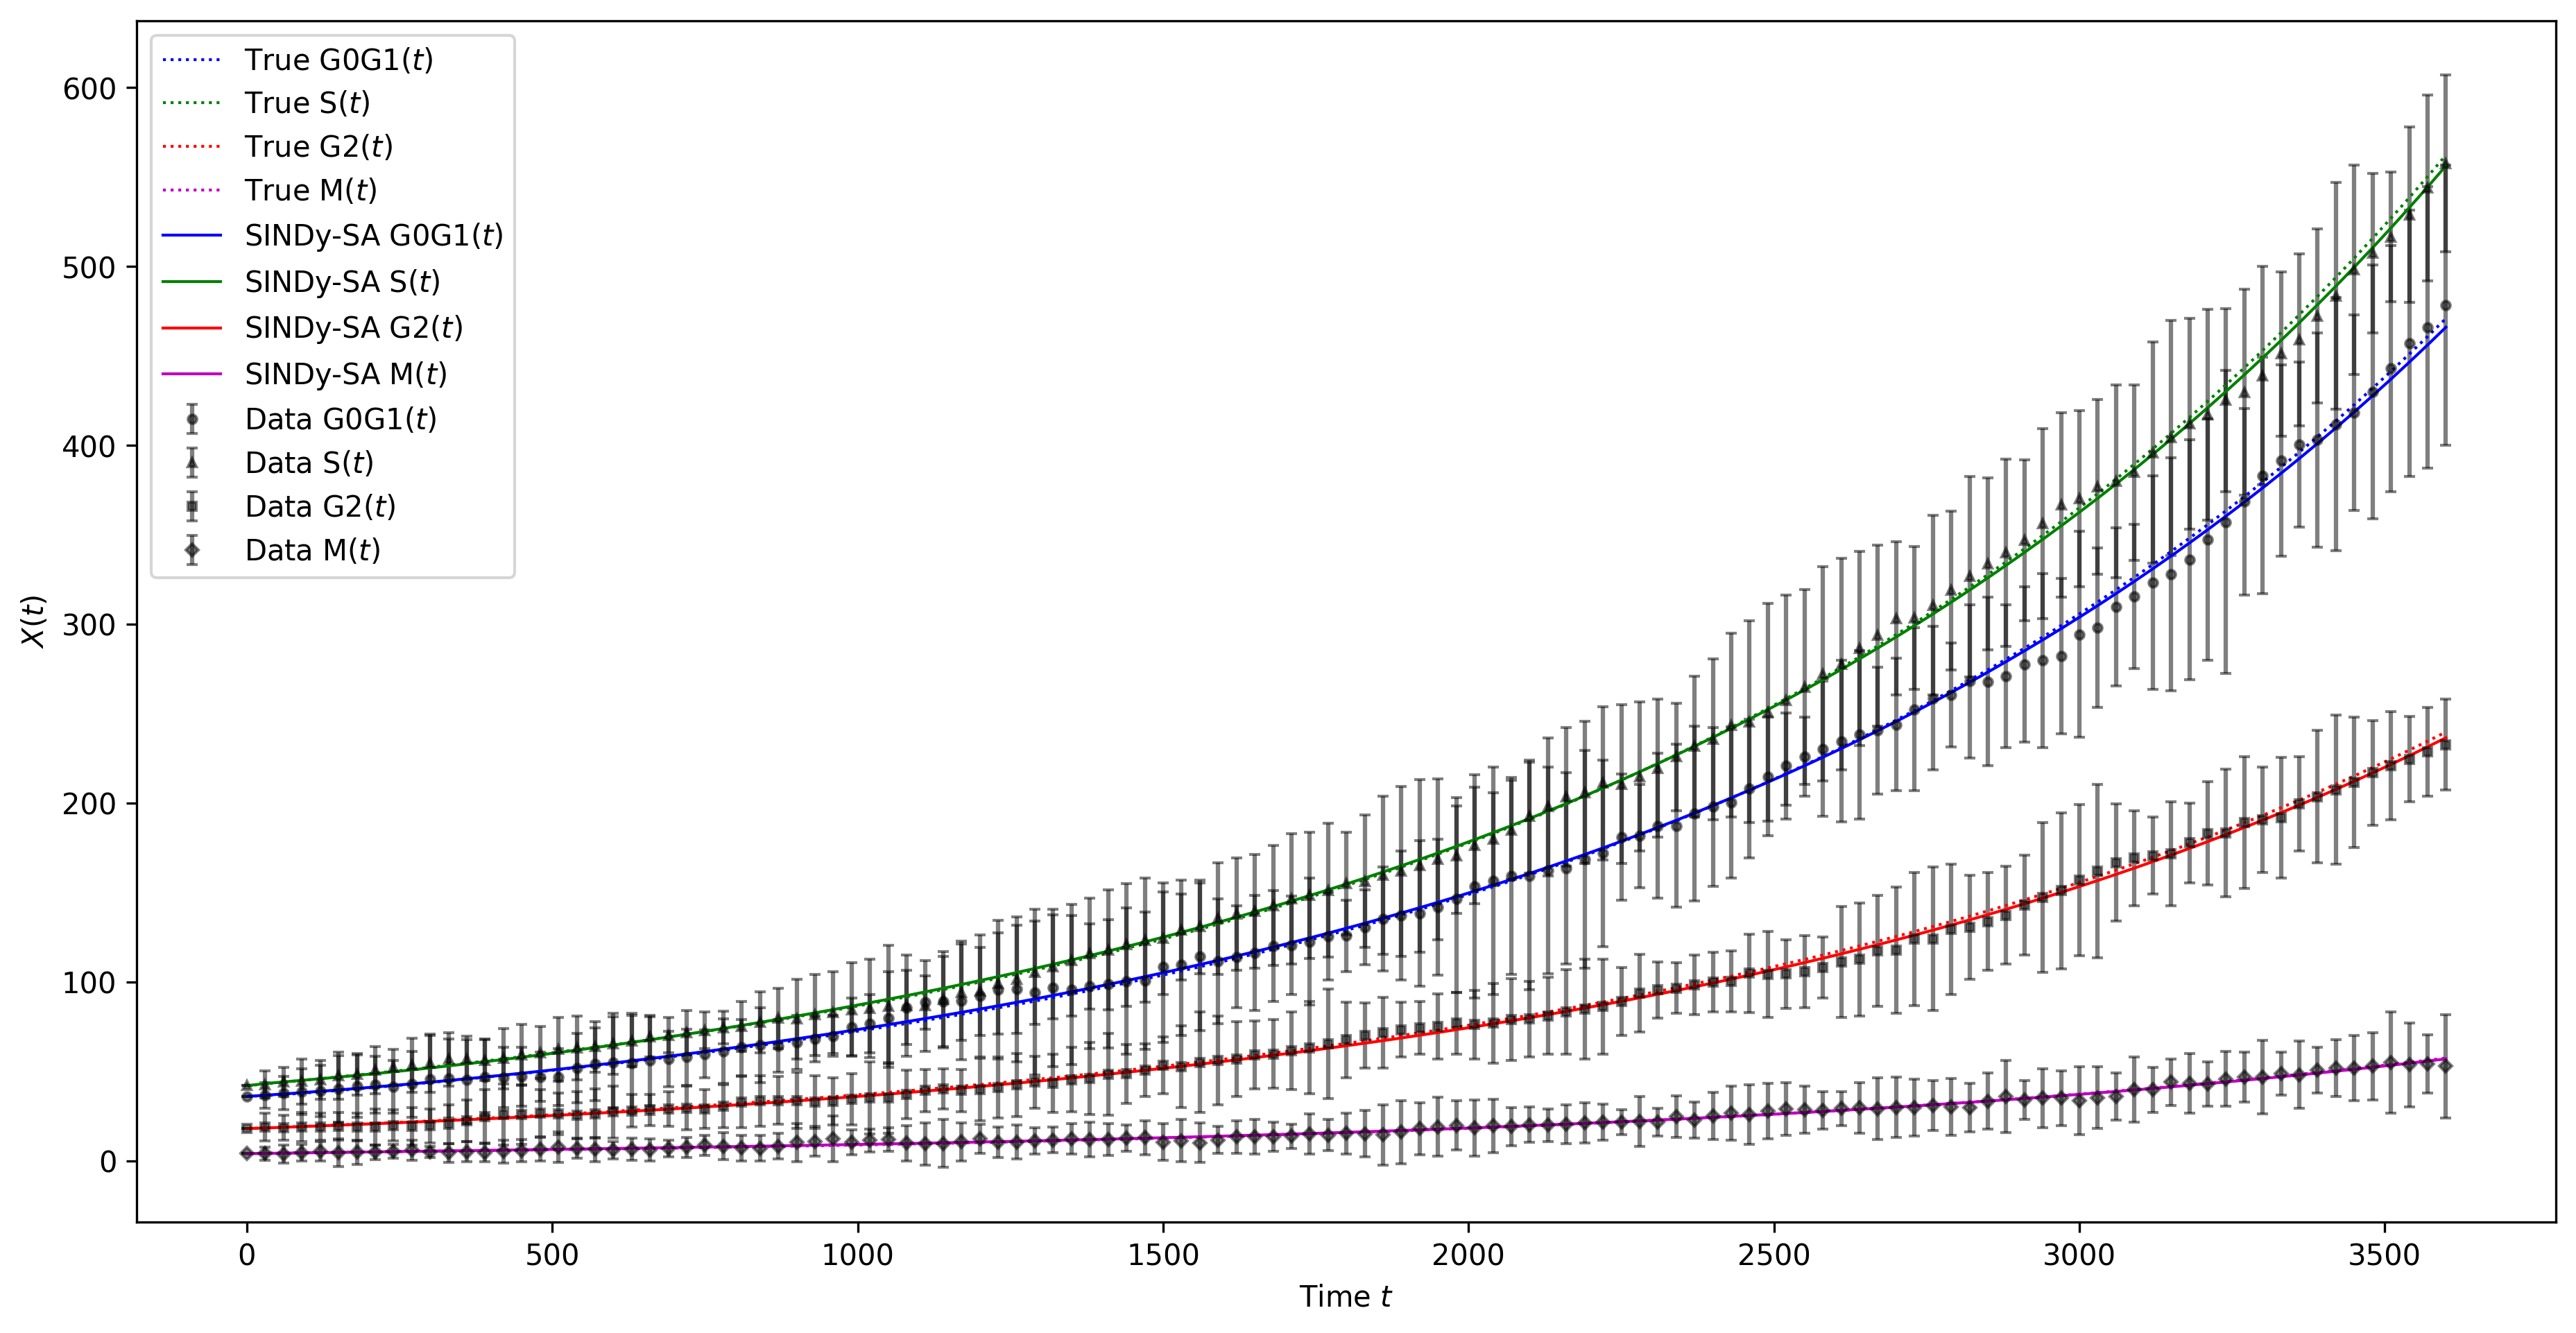 True G0G1(t)
True S(t)
True G2(t)
True M(t)
SINDy-SA G0G1(t)
SINDy-SA S(t)
SINDy-SA G2(t)
SINDy-SA M(t)
Data G0G1(t)
Data S(t)
Data G2(t)
Data M(t)
600
500
400
300
200
100
0
X(t)
0 500 1000 1500 2000 2500 3000 3500
Time t